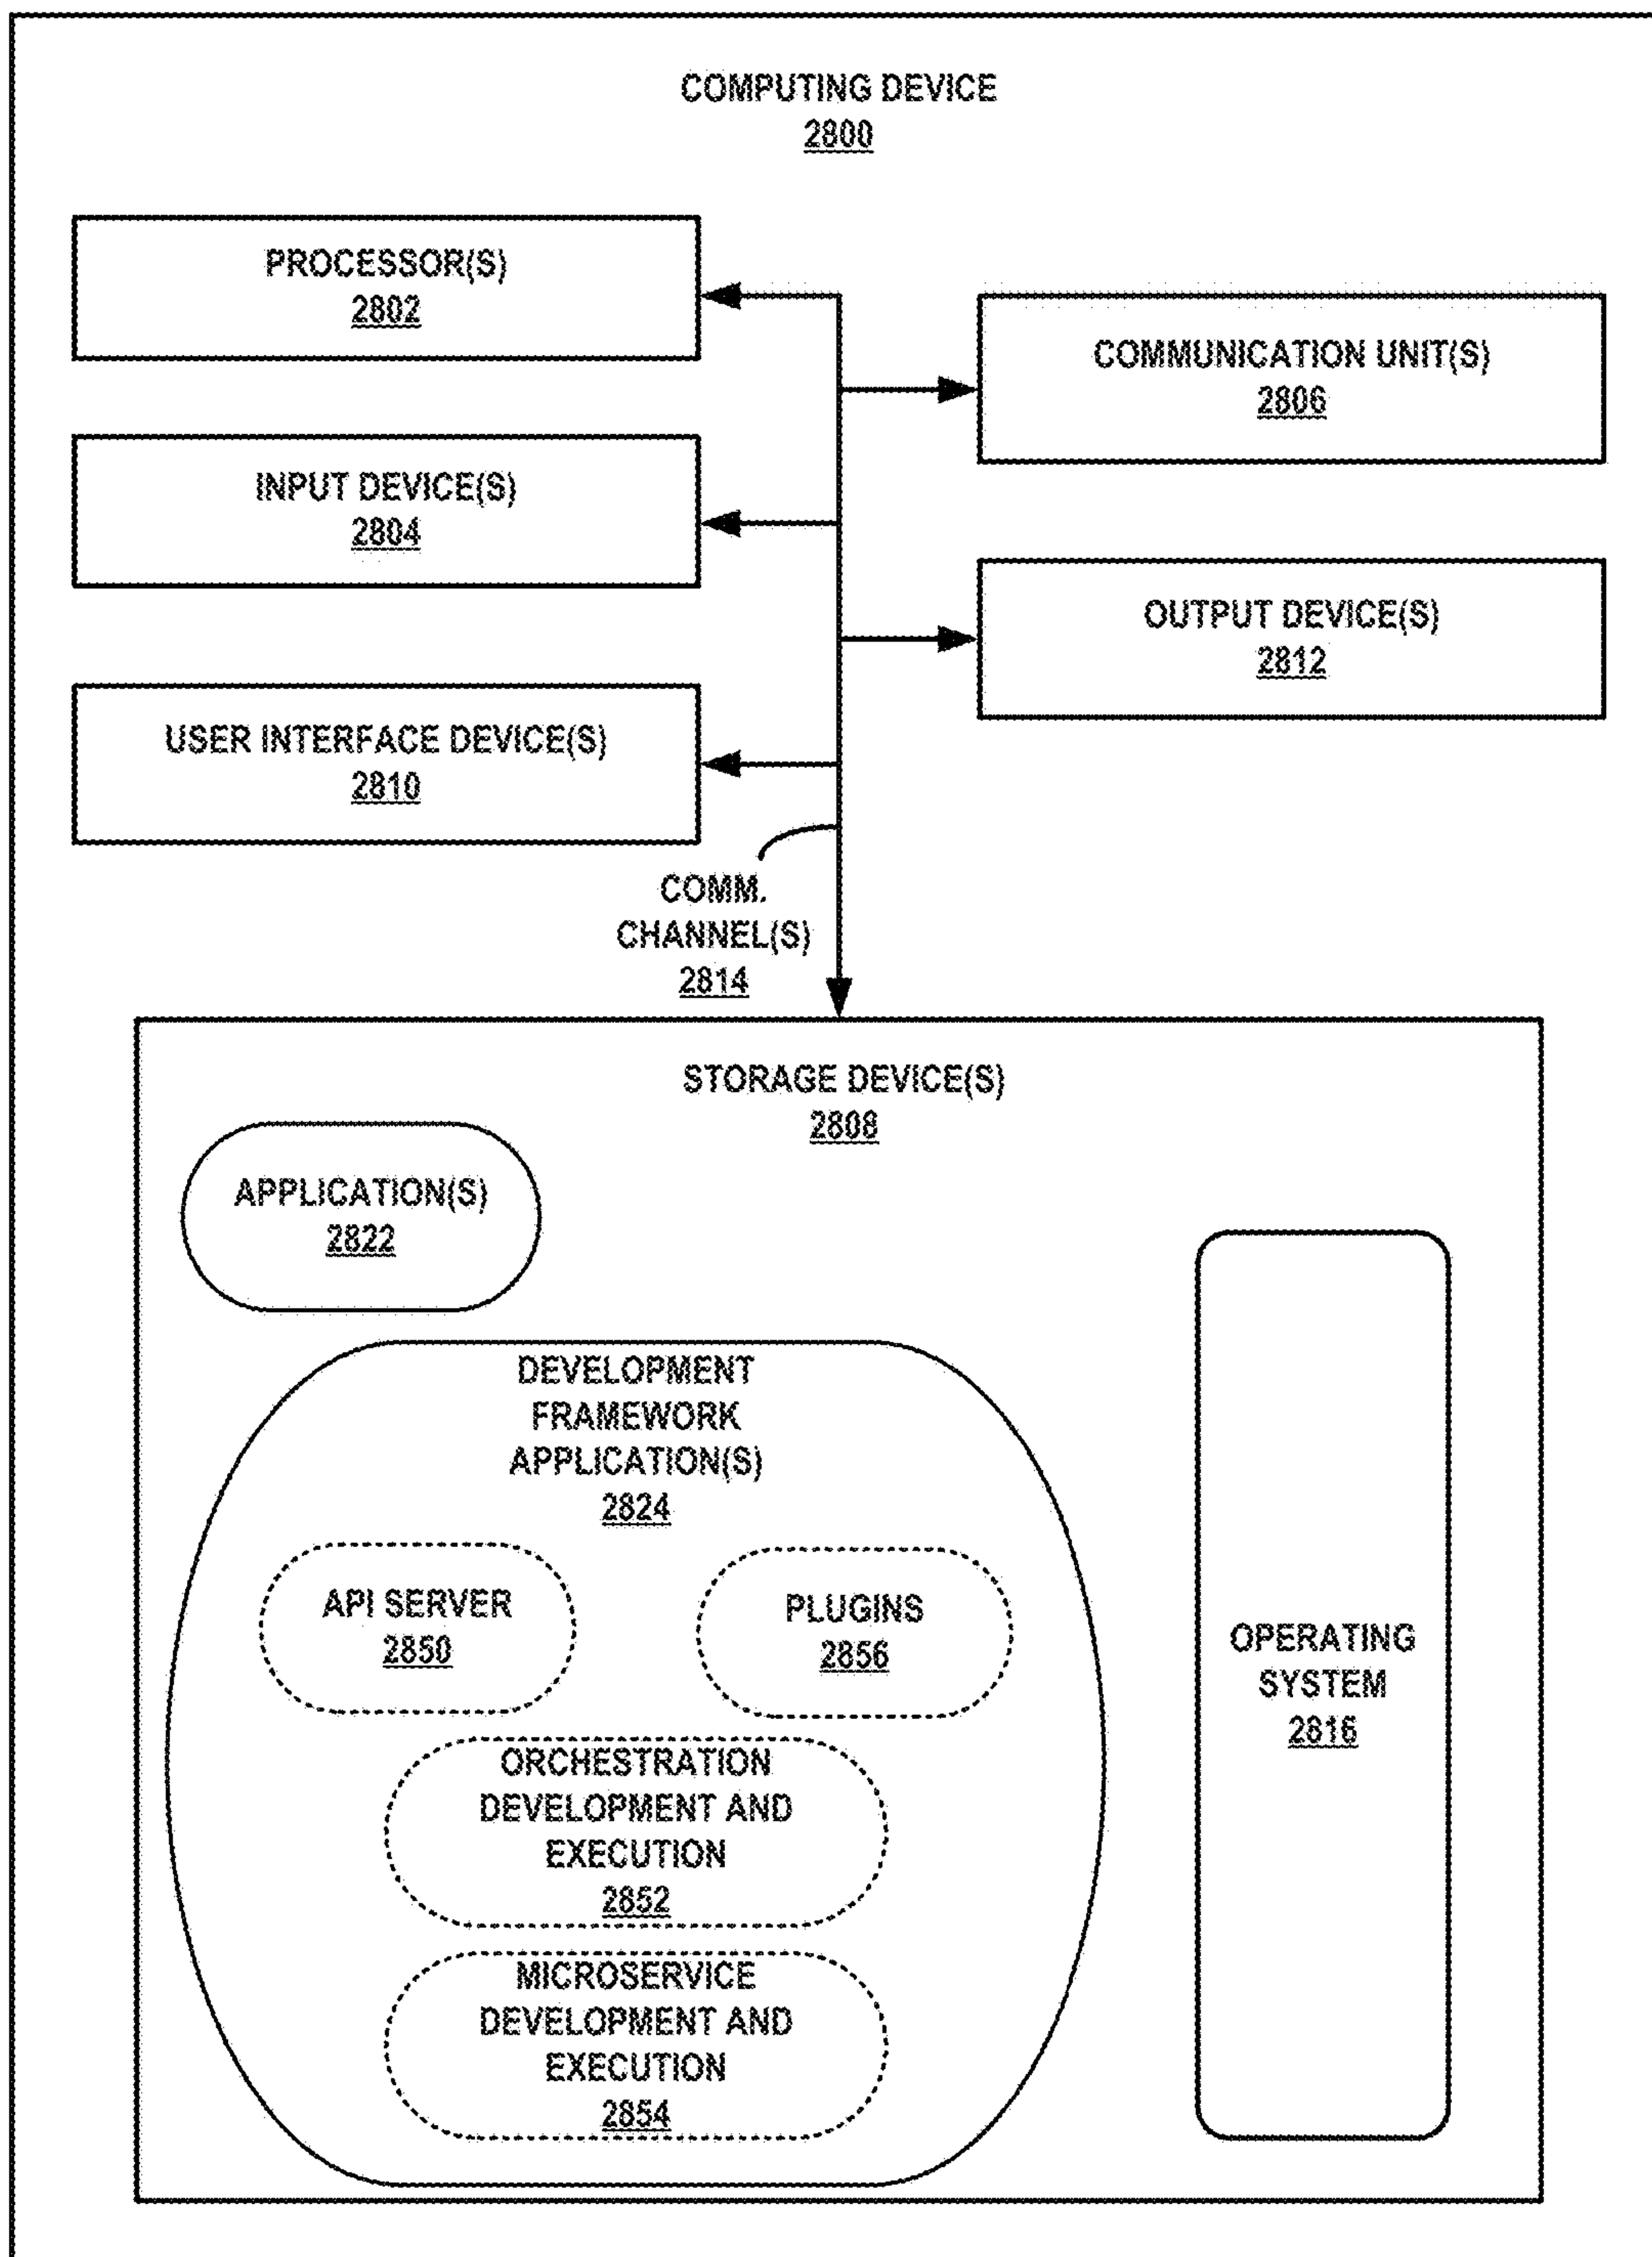 COMPUTING DEVICE
2800
PROCESSOR(S)
2802
COMMUNICATION UNIT(S)
2806
INPUT DEVICE(S)
2804
OUTPUT DEVICE(S)
2812
USER INTERFACE DEVICE(S)
2810
COMM.
CHANNEL(S)
2814
STORAGE DEVICE(S)
2808
APPLICATION(S)
2822
DEVELOPMENT
FRAMEWORK
APPLICATION(S)
2824
API SERVER
2850
PLUGINS
2856
ORCHESTRATION
DEVELOPMENT AND
EXECUTION
2852
MICROSERVICE
DEVELOPMENT AND
EXECUTION
2854
OPERATING
SYSTEM
2816